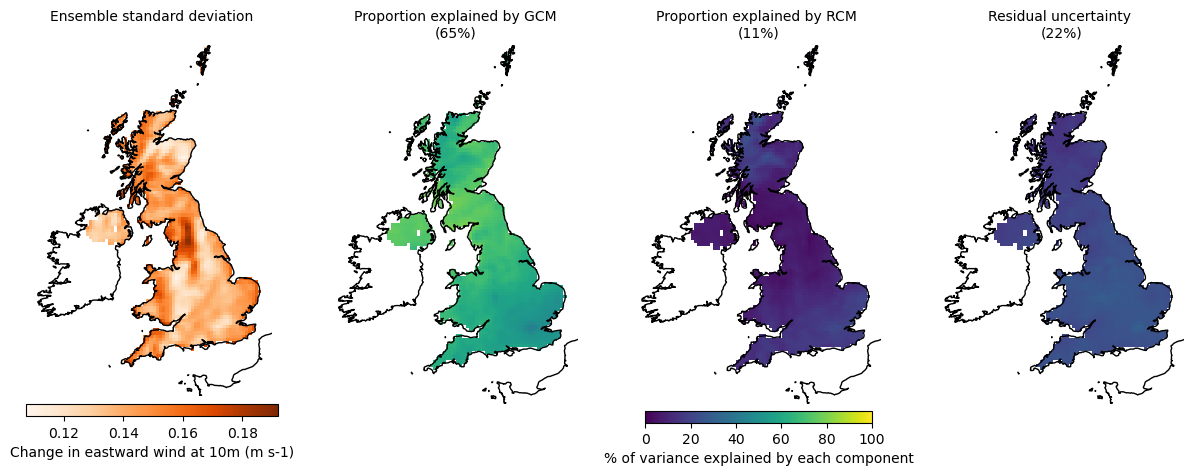 Ensemble standard deviation
Proportion explained by GCM
(65%)
Proportion explained by RCM
(11%)
Residual uncertainty
(22%)
0.12 0.14 0.16 0.18
Change in eastward wind at 10m (m s-1)
0 20 40 60 80 100
% of variance explained by each component